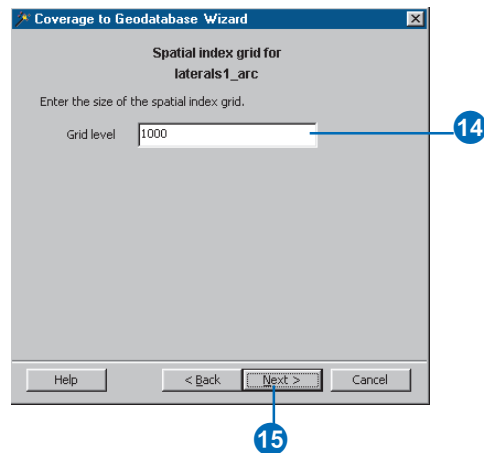 Coverage to Geodatabase Wizard
Spatial index grid for
laterals1_arc
Enter the size of the spatial index grid.
Grid level 1000
14
Help < Back Next > Cancel
15